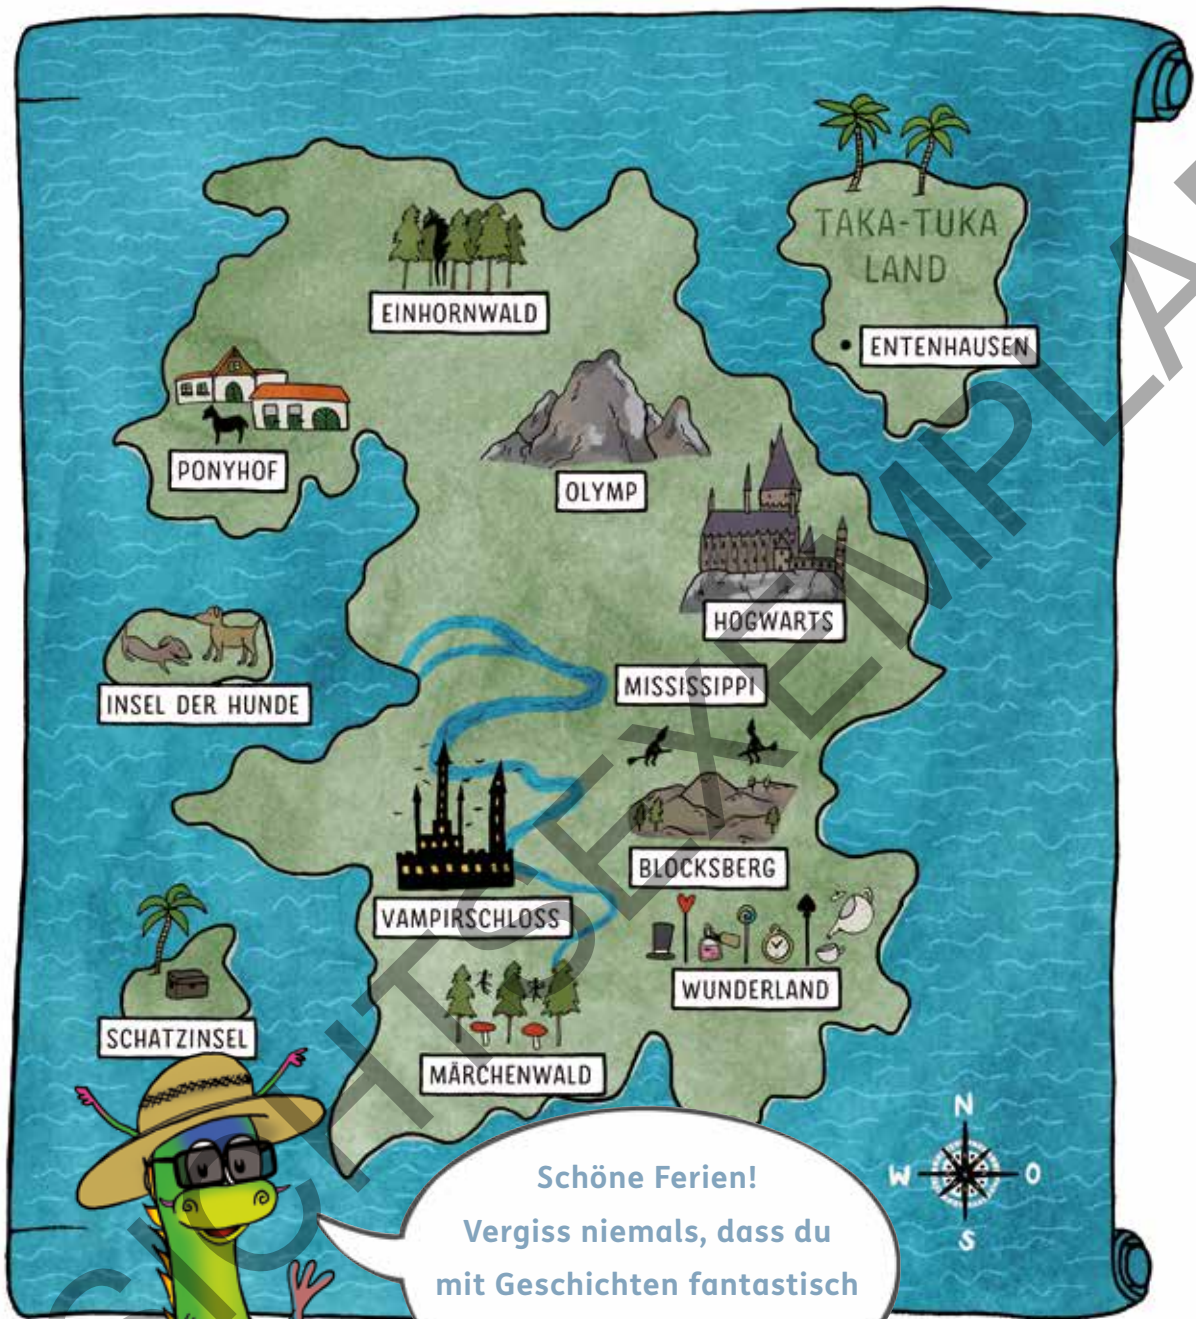 TAKA-TUKA
LAND
EINHORNWALD
ENTENHAUSEN
PONYHOF
OLYMP
HOGWARTS
MISSISSIPPI
INSEL DER HUNDE
BLOCKSBERG
VAMPIRSCHLOSS
WUNDERLAND
SCHATZINSEL
MÄRCHENWALD
N
W O
S
Schöne Ferien!
Vergiss niemals, dass du
mit Geschichten fantastisch
SICHTSEXEMPLA